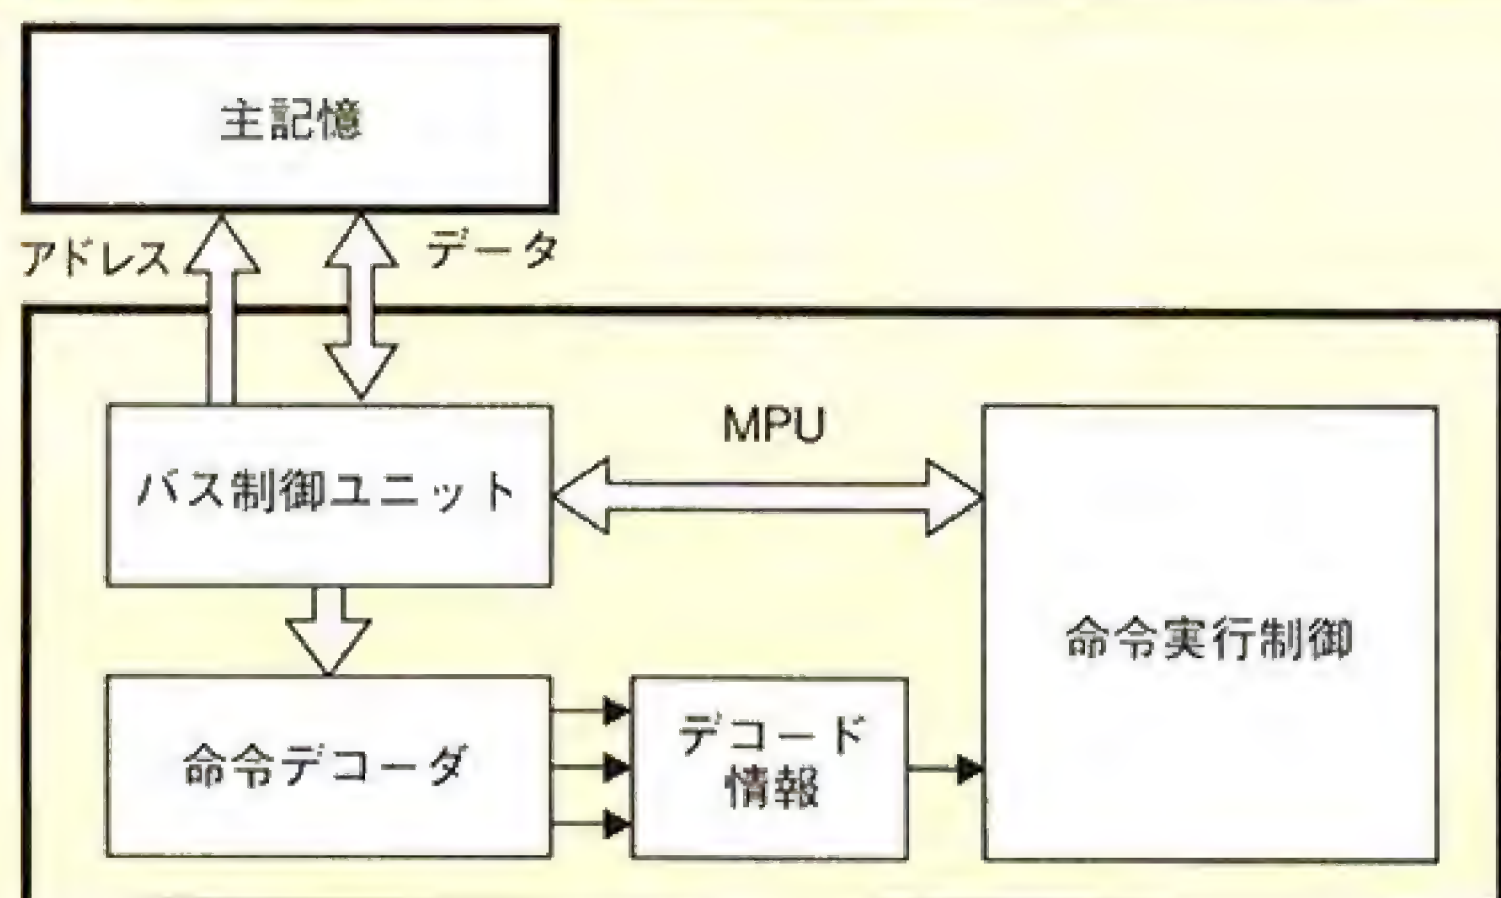 主記憶
アドレス
データ
MPU
バス制御ユニット
命令実行制御
命令デコーダ
デコード
情報